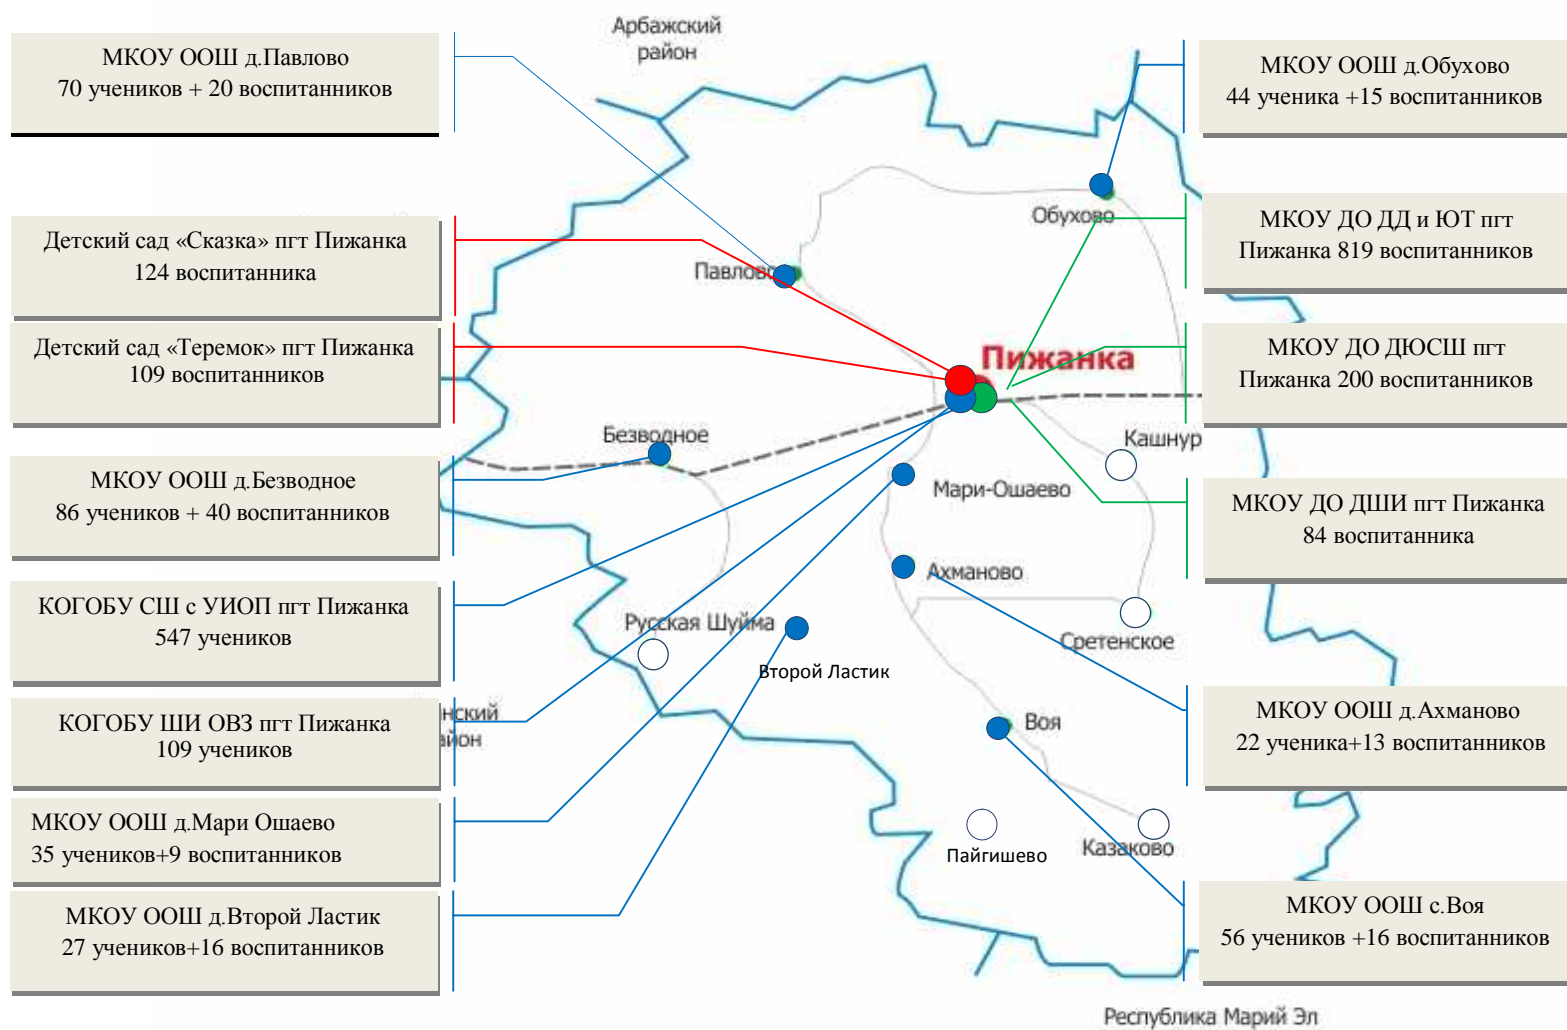 Арбажский
район
МКОУ ООШ д.Павлово
70 учеников + 20 воспитанников
МКОУ ООШ д.Обухово
44 ученика +15 воспитанников
Детский сад «Сказка» пгт Пижанка
124 воспитанника
МКОУ ДО ДД и ЮТ пгт
Пижанка 819 воспитанников
Детский сад «Теремок» пгт Пижанка
109 воспитанников
МКОУ ДО ДЮСШ пгт
Пижанка 200 воспитанников
МКОУ ООШ д.Безводное
86 учеников + 40 воспитанников
МКОУ ДО ДШИ пгт Пижанка
84 воспитанника
КОГОБУ СШ с УИОП пгт Пижанка
547 учеников
КОГОБУ ШИ ОВЗ пгт Пижанка
109 учеников
МКОУ ООШ д.Ахманово
22 ученика+13 воспитанников
МКОУ ООШ д.Мари Ошаево
35 учеников+9 воспитанников
МКОУ ООШ д.Второй Ластик
27 учеников+16 воспитанников
МКОУ ООШ с.Воя
56 учеников +16 воспитанников
Обухово
Павлово
Пижанка
Безводное
Кашнур
Мари-Ошаево
Ахманово
Русская Шуйма
Сретенское
Второй Ластик
нский
айон
Воя
Пайгишево
Казаково
Республика Марий Эл